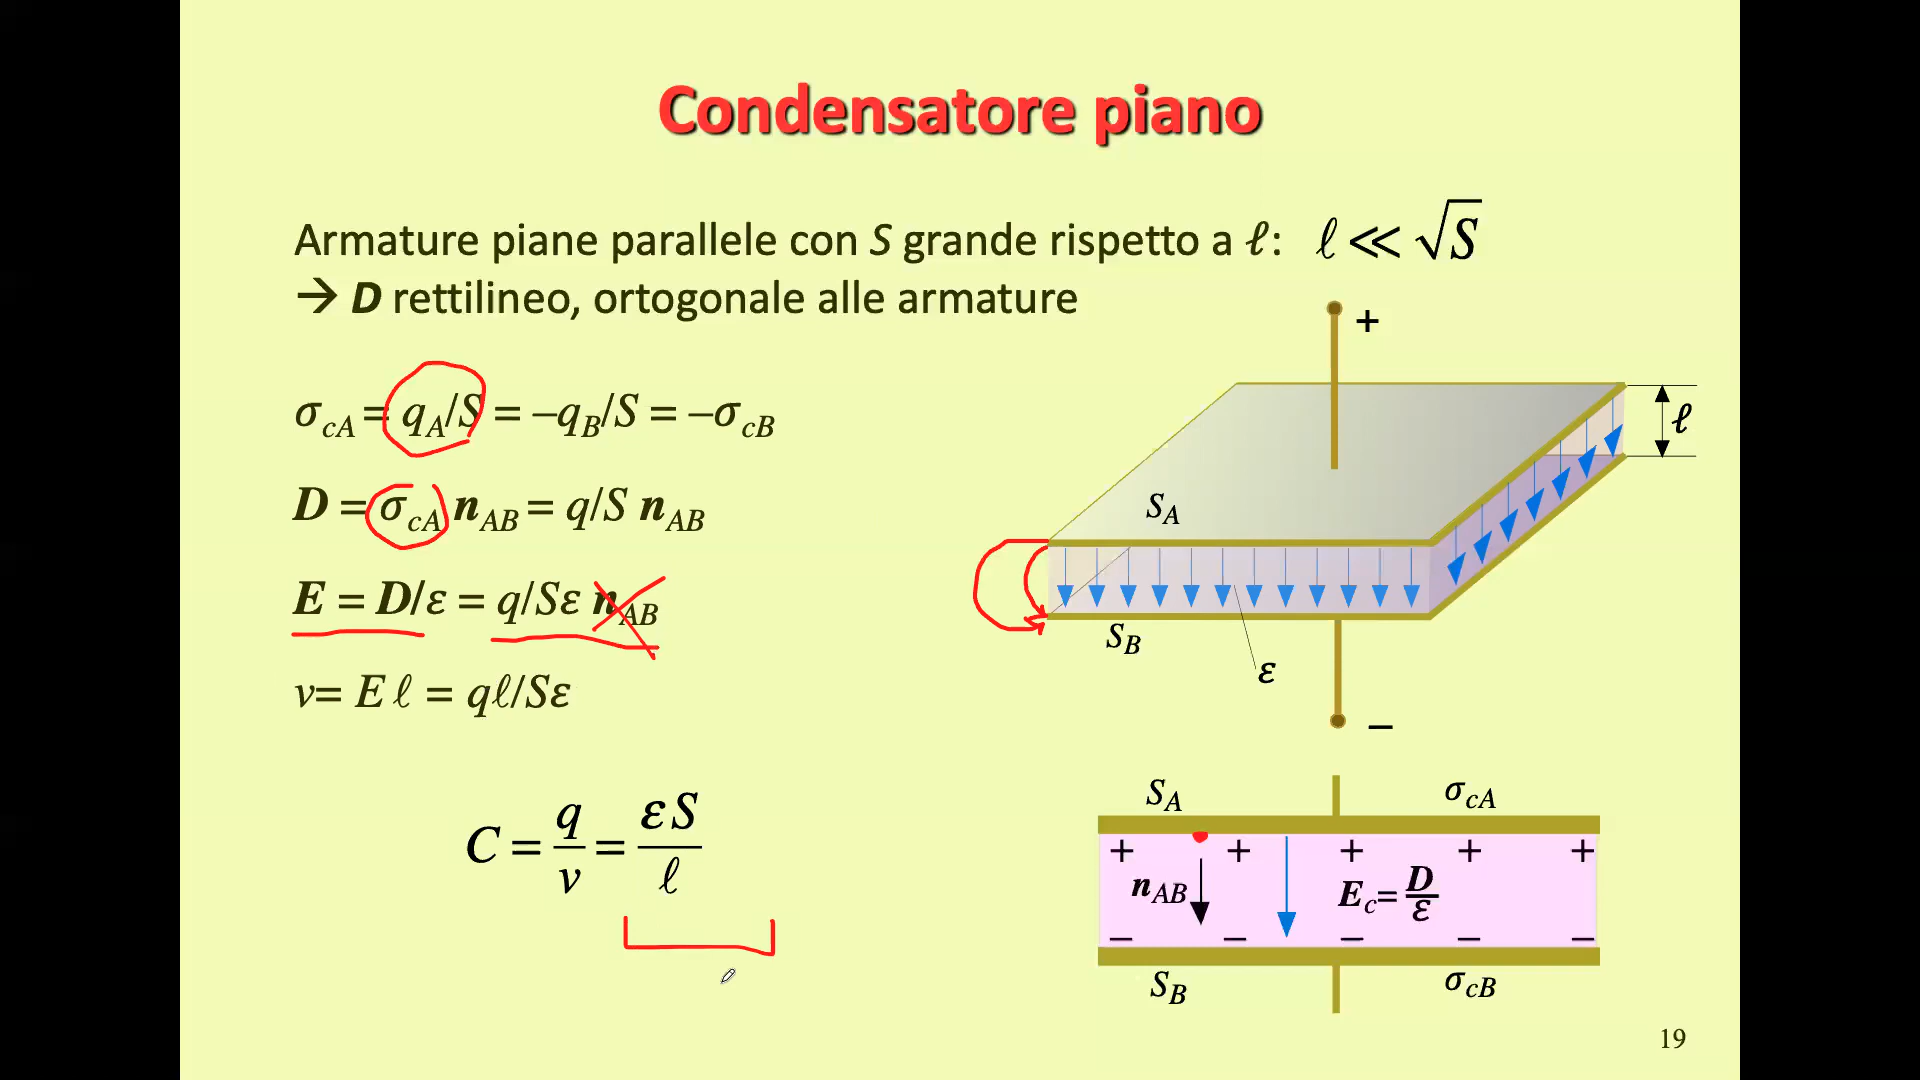 Condensatore piano
Armature piane parallele con S grande rispetto a ℓ: ℓ ≪ √S
→ D rettilineo, ortogonale alle armature
σcA = qA/S = –qB/S = –σcB
D = σcA nAB = q/S nAB
E = D/ε = q/Sε nAB
v= E ℓ = qℓ/Sε
C = q/v = εS/ℓ
+
ℓ
SA
SB
ε
–
SA σcA
+ + + + +
nAB Ec= D/ε
– – – – –
SB σcB
19